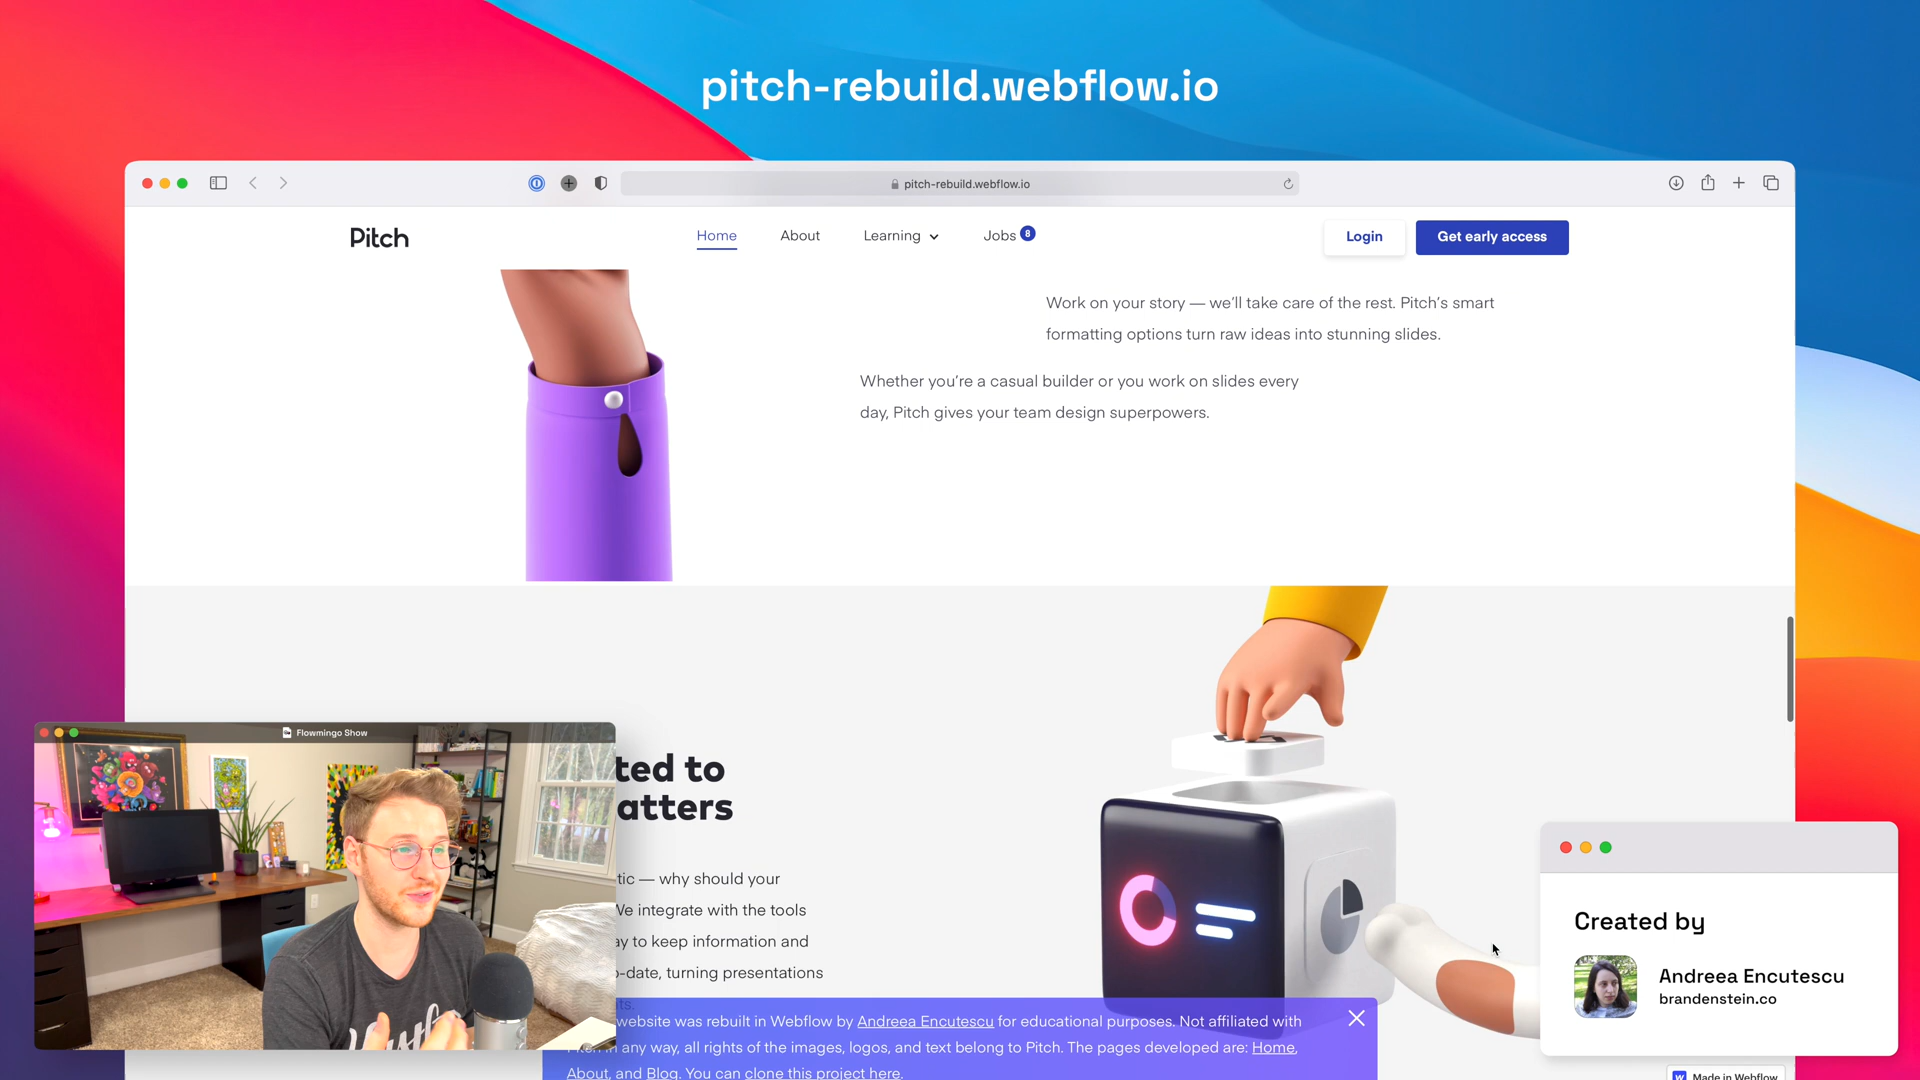 pitch-rebuild.webflow.io
pitch-rebuild.webflow.io
Pitch
Home
About
Learning
Jobs 8
Login
Get early access
Work on your story — we'll take care of the rest. Pitch's smart
formatting options turn raw ideas into stunning slides.
Whether you're a casual builder or you work on slides every
day, Pitch gives your team design superpowers.
Flowmingo Show
ted to
atters
tic — why should your
We integrate with the tools
ay to keep information and
o-date, turning presentations
website was rebuilt in Webflow by Andreea Encutescu for educational purposes. Not affiliated with
in any way, all rights of the images, logos, and text belong to Pitch. The pages developed are: Home,
About, and Blog. You can clone this project here.
Created by
Andreea Encutescu
brandenstein.co
Made in Webflow